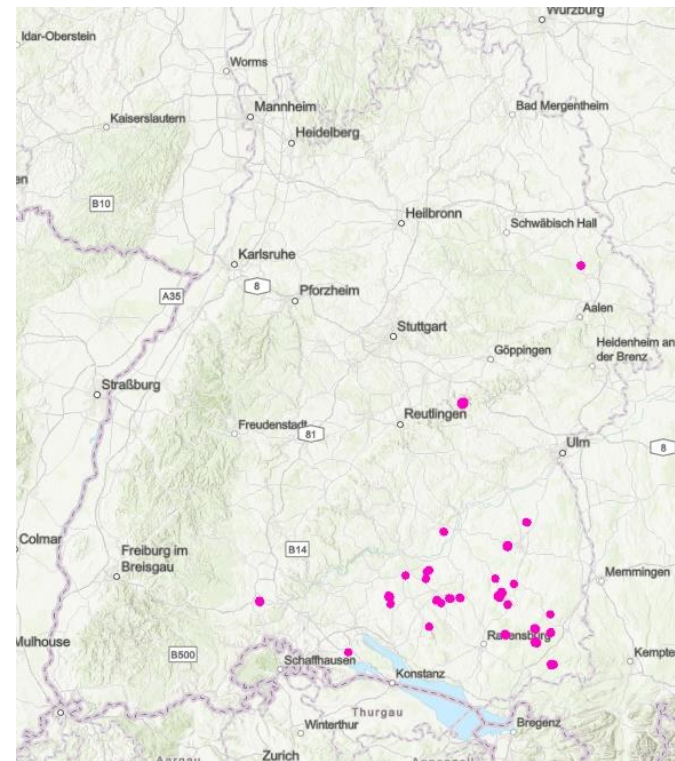 Würzburg
Idar-Oberstein
Worms
Bad Mergentheim
Mannheim
Kaiserslautern
Heidelberg
en
B10
Heilbronn
Schwäbisch Hall
Karlsruhe
8
A35
Pforzheim
Aalen
Stuttgart
Göppingen
Heidenheim an
der Brenz
Straßburg
Reutlingen
Freudenstadt
81
Ulm
8
Colmar
B14
Freiburg im
Breisgau
Memmingen
Mulhouse
Ravensburg
B500
Schaffhausen
Kempte
Konstanz
Thurgau
Winterthur
Bregenz
Zurich
Aargau